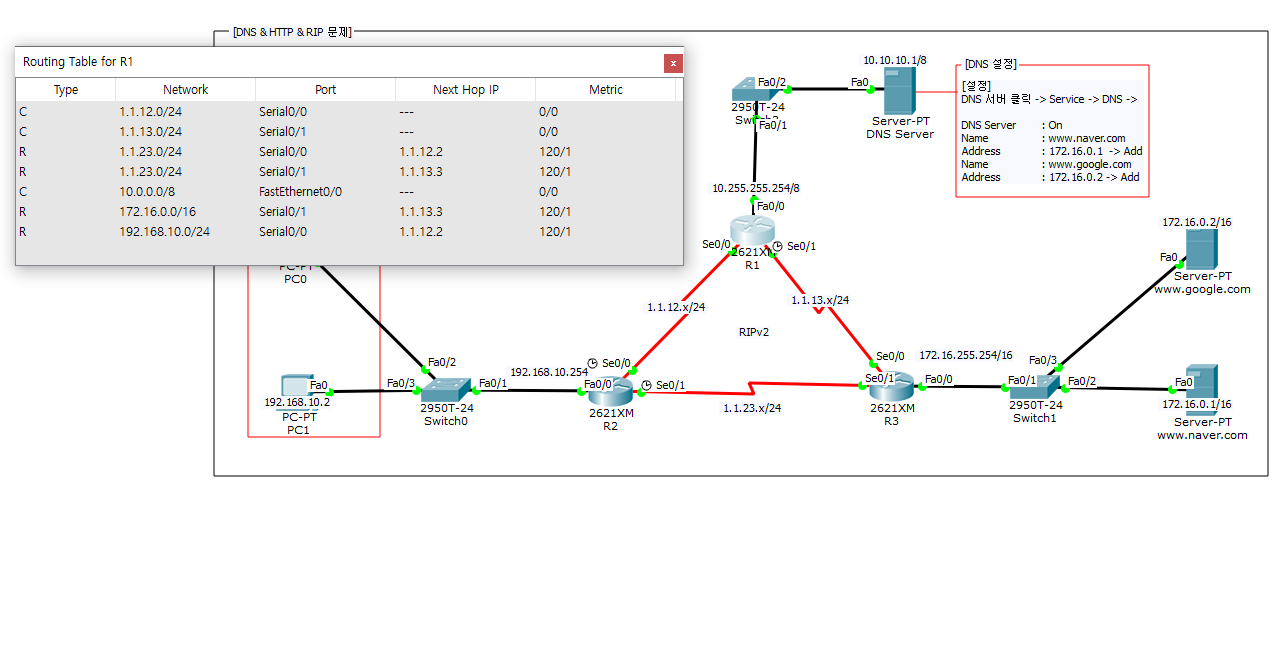 [DNS & HTTP & RIP 문제]
Routing Table for R1
x
Type Network Port Next Hop IP Metric
C 1.1.12.0/24 Serial0/0 --- 0/0
C 1.1.13.0/24 Serial0/1 --- 0/0
R 1.1.23.0/24 Serial0/0 1.1.12.2 120/1
R 1.1.23.0/24 Serial0/1 1.1.13.3 120/1
C 10.0.0.0/8 FastEthernet0/0 --- 0/0
R 172.16.0.0/16 Serial0/1 1.1.13.3 120/1
R 192.168.10.0/24 Serial0/0 1.1.12.2 120/1
10.10.10.1/8
Fa0/2
Fa0
2950T-24
Fa0/1
Server-PT
DNS Server
[DNS 설정]
[설정]
DNS 서버 클릭 -> Service -> DNS ->
DNS Server : On
Name : www.naver.com
Address : 172.16.0.1 -> Add
Name : www.google.com
Address : 172.16.0.2 -> Add
10.255.255.254/8
Fa0/0
Se0/0
Se0/1
2621XM
R1
172.16.0.2/16
Fa0
Server-PT
www.google.com
PC-PT
PC0
1.1.12.x/24
1.1.13.x/24
RIPv2
Fa0/2
192.168.10.254
Se0/0
Se0/0
172.16.255.254/16
Fa0/3
Fa0
192.168.10.2
PC-PT
PC1
Fa0/3
Fa0/1
2950T-24
Switch0
Fa0/0
Se0/1
2621XM
R2
1.1.23.x/24
Se0/1
Fa0/0
2621XM
R3
Fa0/1
Fa0/2
2950T-24
Switch1
Fa0
172.16.0.1/16
Server-PT
www.naver.com